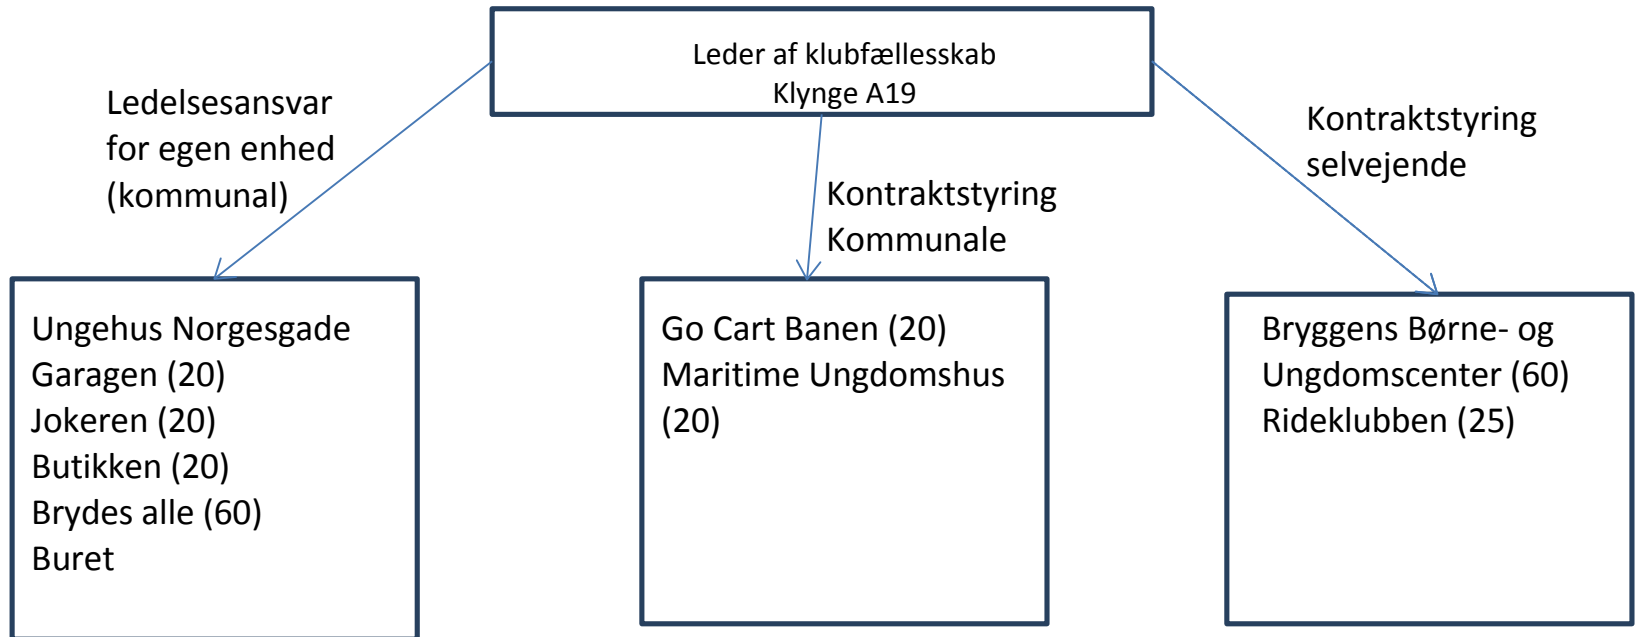 Leder af klubfællesskab
Klynge A19
Ledelsesansvar
for egen enhed
(kommunal)
Kontraktstyring
Kommunale
Kontraktstyring
selvejende
Ungehus Norgesgade
Garagen (20)
Jokeren (20)
Butikken (20)
Brydes alle (60)
Buret
Go Cart Banen (20)
Maritime Ungdomshus
(20)
Bryggens Børne- og
Ungdomscenter (60)
Rideklubben (25)